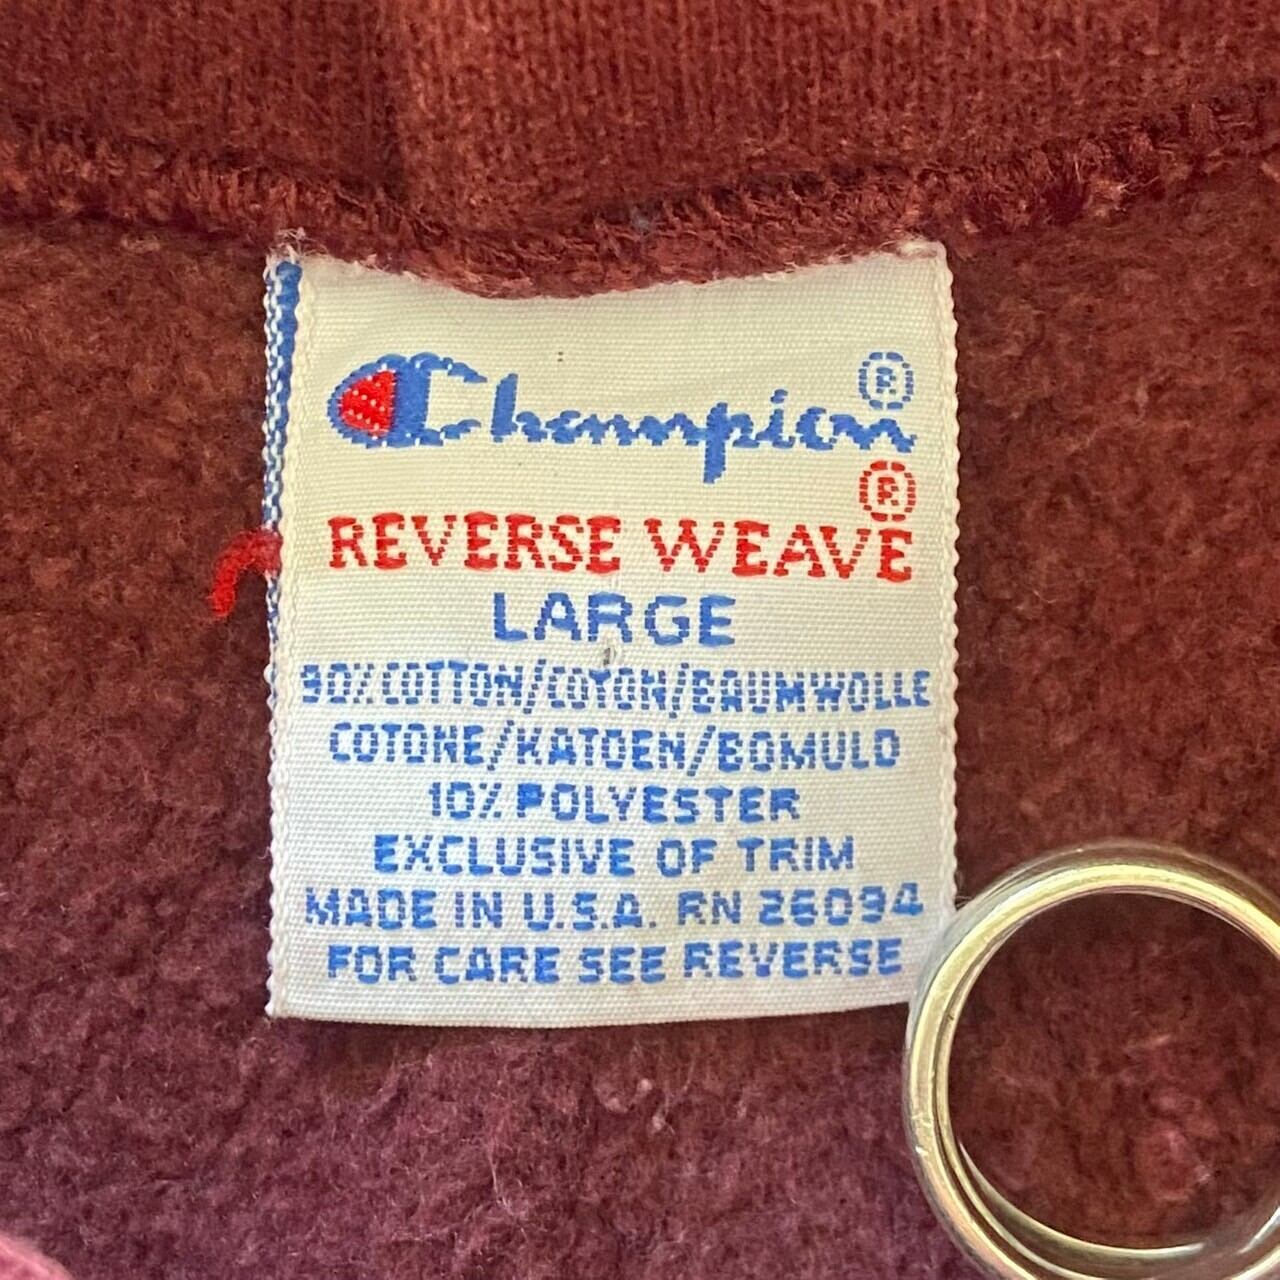 Champion®
REVERSE WEAVE®
LARGE
90% COTTON/COTON/BAUMWOLLE
COTONE/KATOEN/BOMULD
10% POLYESTER
EXCLUSIVE OF TRIM
MADE IN U.S.A. RN 26094
FOR CARE SEE REVERSE